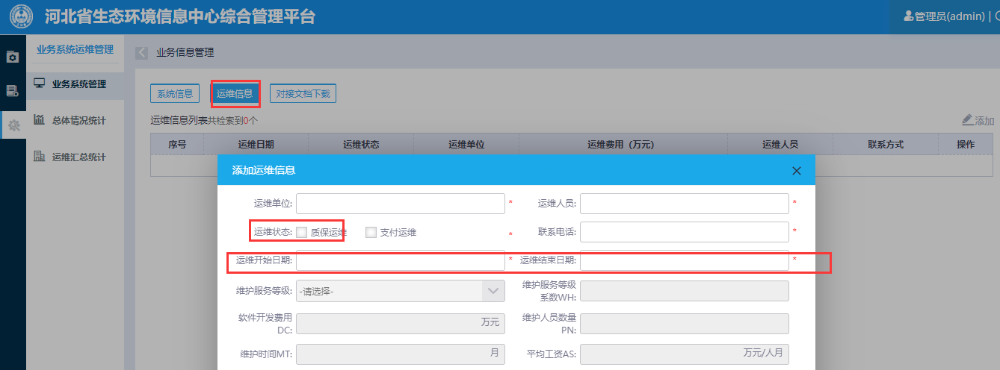 河北省生态环境信息中心综合管理平台
管理员(admin) |
业务系统运维管理
业务信息管理
业务系统管理
总体情况统计
运维汇总统计
系统信息 运维信息 对接文档下载
运维信息列表共检索到0个 添加
序号 运维日期 运维状态 运维单位 运维费用（万元） 运维人员 联系方式 操作
添加运维信息
运维单位: * 运维人员: *
运维状态: 质保运维 支付运维 * 联系电话: *
运维开始日期: * 运维结束日期: *
维护服务等级: -请选择- 维护服务等级
系数WH:
软件开发费用 万元 维护人员数量
DC: PN:
维护时间MT: 月 平均工资AS: 万元/人月